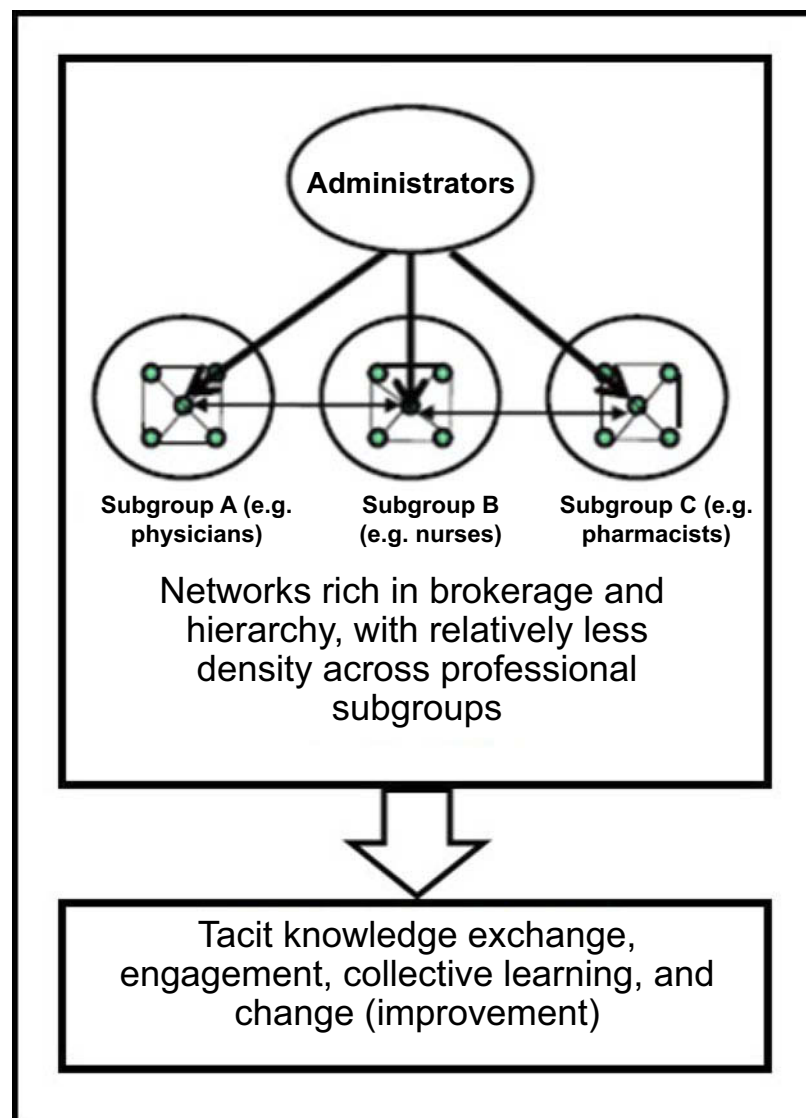 Administrators
Subgroup A (e.g.
physicians)
Subgroup B
(e.g. nurses)
Subgroup C (e.g.
pharmacists)
Networks rich in brokerage and
hierarchy, with relatively less
density across professional
subgroups
Tacit knowledge exchange,
engagement, collective learning, and
change (improvement)